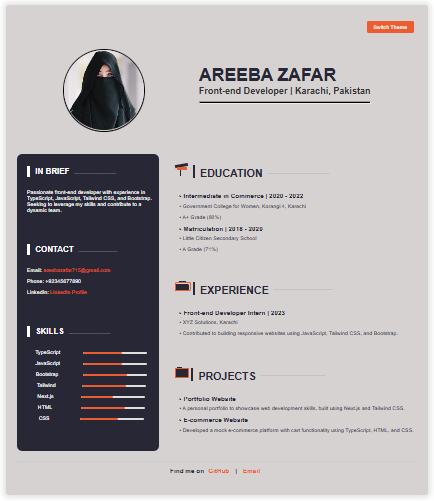 Switch Theme
AREEBA ZAFAR
Front-end Developer | Karachi, Pakistan
IN BRIEF
Passionate front-end developer with experience in
TypeScript, JavaScript, Tailwind CSS, and Bootstrap.
Seeking to leverage my skills and contribute to a
dynamic team.
CONTACT
Email: areebazafar715@gmail.com
Phone: +92345677890
LinkedIn: LinkedIn Profile
SKILLS
TypeScript
JavaScript
Bootstrap
Tailwind
Next.js
HTML
CSS
EDUCATION
• Intermediate in Commerce | 2020 - 2022
• Government College for Women, Korangi 4, Karachi
• A+ Grade (88%)
• Matriculation | 2018 - 2020
• Little Citizen Secondary School
• A Grade (71%)
EXPERIENCE
• Front-end Developer Intern | 2023
• XYZ Solutions, Karachi
• Contributed to building responsive websites using JavaScript, Tailwind CSS, and Bootstrap.
PROJECTS
• Portfolio Website
• A personal portfolio to showcase web development skills, built using Next.js and Tailwind CSS.
• E-commerce Website
• Developed a mock e-commerce platform with cart functionality using TypeScript, HTML, and CSS.
Find me on GitHub | Email